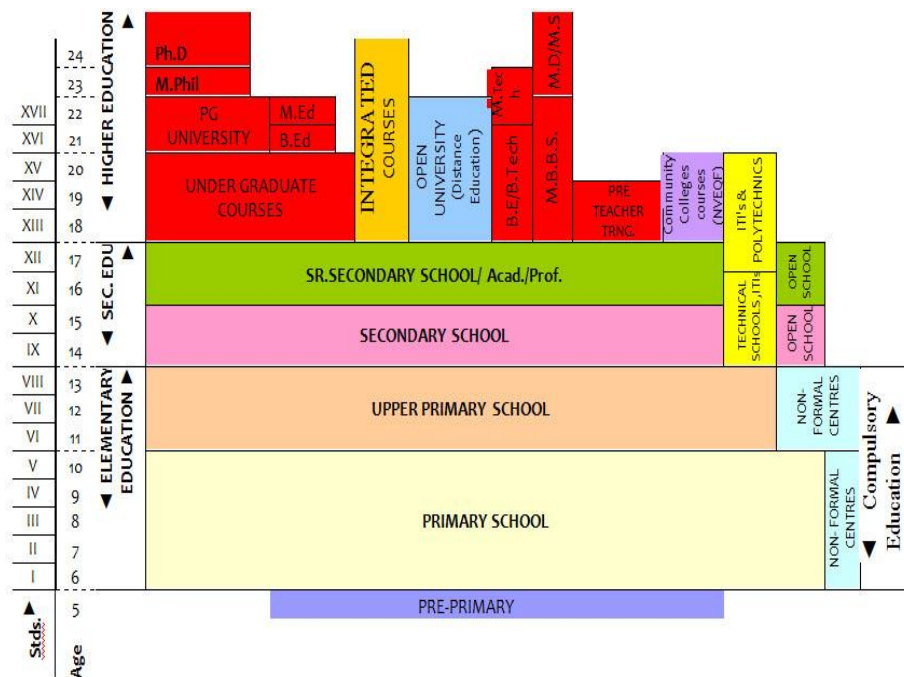 24
23
XVII
22
XVI
21
XV
20
XIV
19
XIII
18
XII
17
XI
16
X
15
IX
14
VIII
13
VII
12
VI
11
V
10
IV
9
III
8
II
7
I
6
5
Stds.
Age
HIGHER EDUCATION
SEC. EDU
ELEMENTARY
EDUCATION
Ph.D
M.Phil
PG
UNIVERSITY
M.Ed
B.Ed
UNDER GRADUATE
COURSES
INTEGRATED
COURSES
OPEN
UNIVERSITY
(Distance
Education)
M.Tec
h
B.E/B.Tech
M.D/M.S
M.B.B.S.
PRE
TEACHER
TRNG.
Community
Colleges
courses
(NVEQF)
ITI's &
POLYTECHNICS
SR.SECONDARY SCHOOL/ Acad./Prof.
TECHNICAL
SCHOOLS,ITIs
OPEN
SCHOOL
SECONDARY SCHOOL
OPEN
SCHOOL
UPPER PRIMARY SCHOOL
NON-
FORMAL
CENTRES
PRIMARY SCHOOL
NON- FORMAL
CENTRES
Compulsory
Education
PRE-PRIMARY